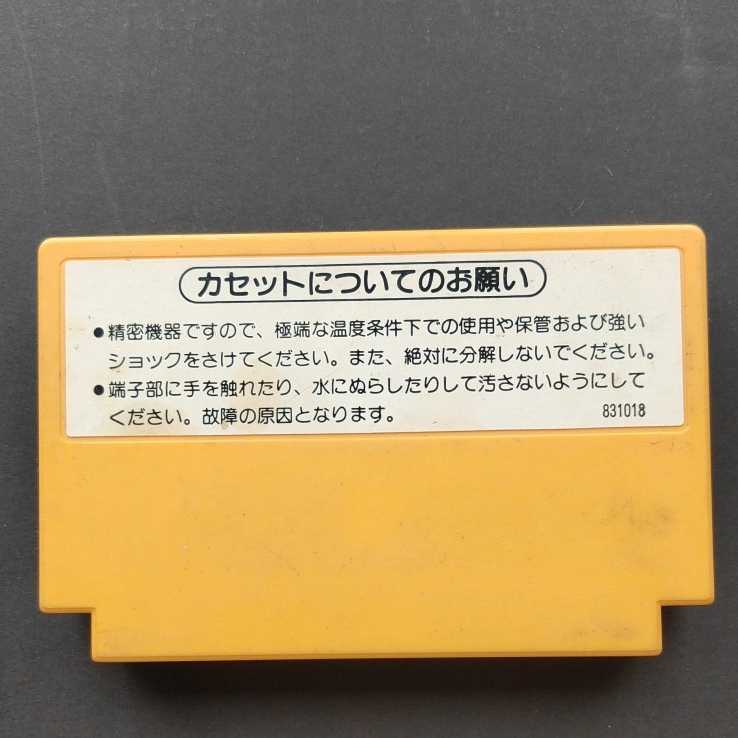 カセットについてのお願い
●精密機器ですので、極端な温度条件下での使用や保管および強い
ショックをさけてください。また、絶対に分解しないでください。
●端子部に手を触れたり、水にぬらしたりして汚さないようにして
ください。故障の原因となります。 831018